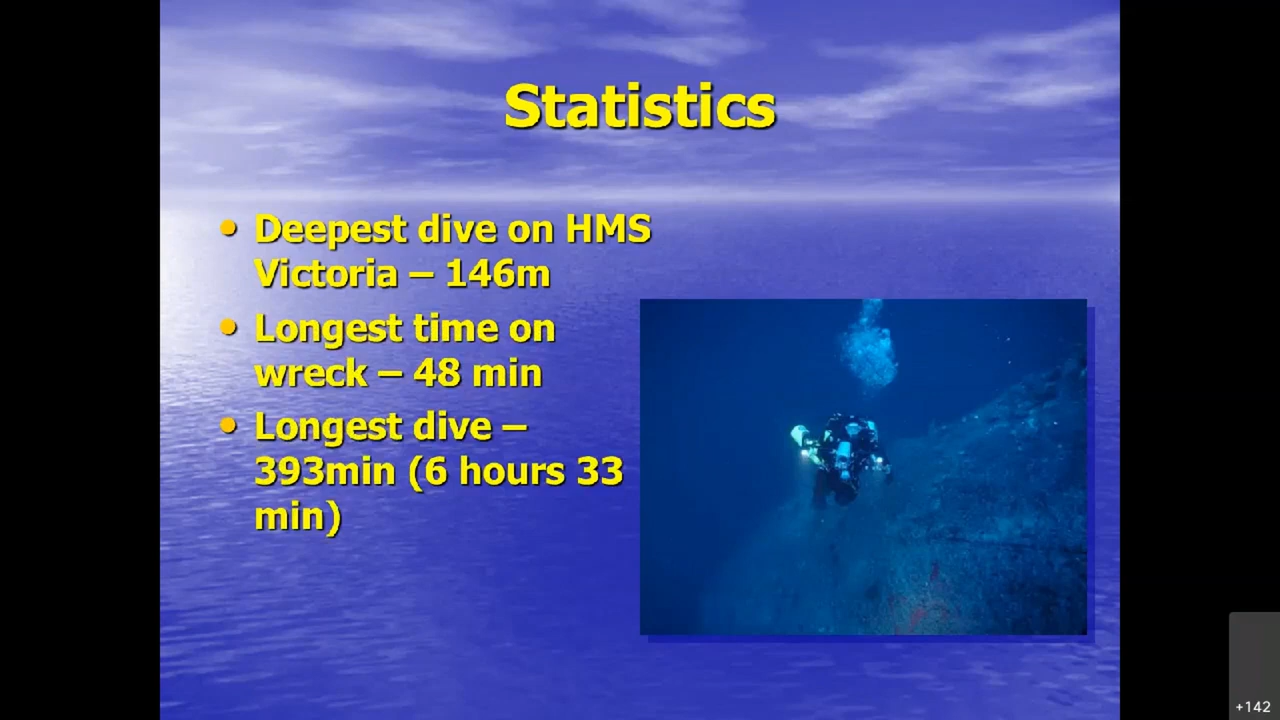 Statistics
• Deepest dive on HMS
Victoria – 146m
• Longest time on
wreck – 48 min
• Longest dive –
393min (6 hours 33
min)
+142